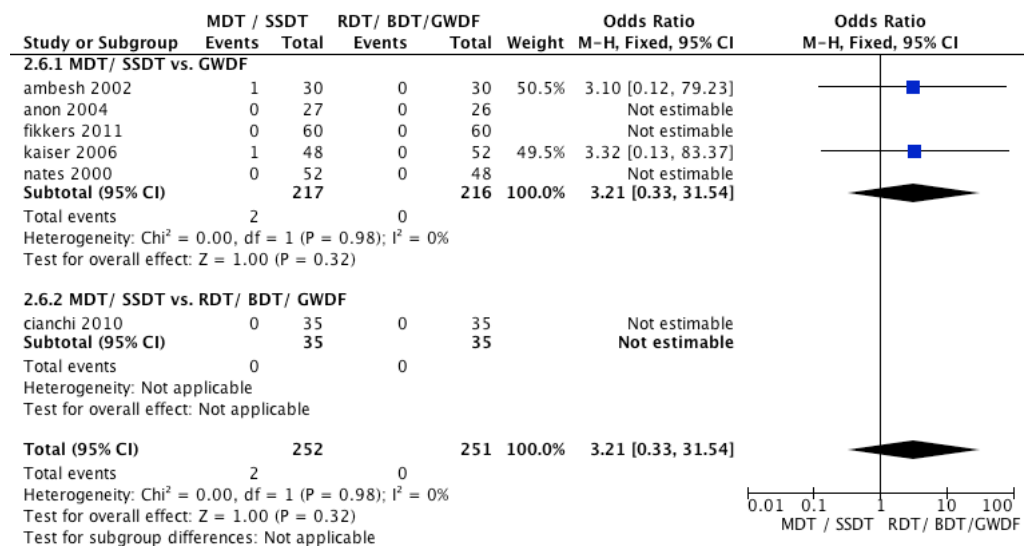 MDT / SSDT RDT/ BDT/GWDF Odds Ratio Odds Ratio
Study or Subgroup Events Total Events Total Weight M-H, Fixed, 95% CI M-H, Fixed, 95% CI
2.6.1 MDT/ SSDT vs. GWDF
ambesh 2002 1 30 0 30 50.5% 3.10 [0.12, 79.23]
anon 2004 0 27 0 26 Not estimable
fikkers 2011 0 60 0 60 Not estimable
kaiser 2006 1 48 0 52 49.5% 3.32 [0.13, 83.37]
nates 2000 0 52 0 48 Not estimable
Subtotal (95% CI) 217 216 100.0% 3.21 [0.33, 31.54]
Total events 2 0
Heterogeneity: Chi² = 0.00, df = 1 (P = 0.98); I² = 0%
Test for overall effect: Z = 1.00 (P = 0.32)
2.6.2 MDT/ SSDT vs. RDT/ BDT/ GWDF
cianchi 2010 0 35 0 35 Not estimable
Subtotal (95% CI) 35 35 Not estimable
Total events 0 0
Heterogeneity: Not applicable
Test for overall effect: Not applicable
Total (95% CI) 252 251 100.0% 3.21 [0.33, 31.54]
Total events 2 0
Heterogeneity: Chi² = 0.00, df = 1 (P = 0.98); I² = 0%
Test for overall effect: Z = 1.00 (P = 0.32)
Test for subgroup differences: Not applicable
0.01 0.1 1 10 100
MDT / SSDT RDT/ BDT/GWDF